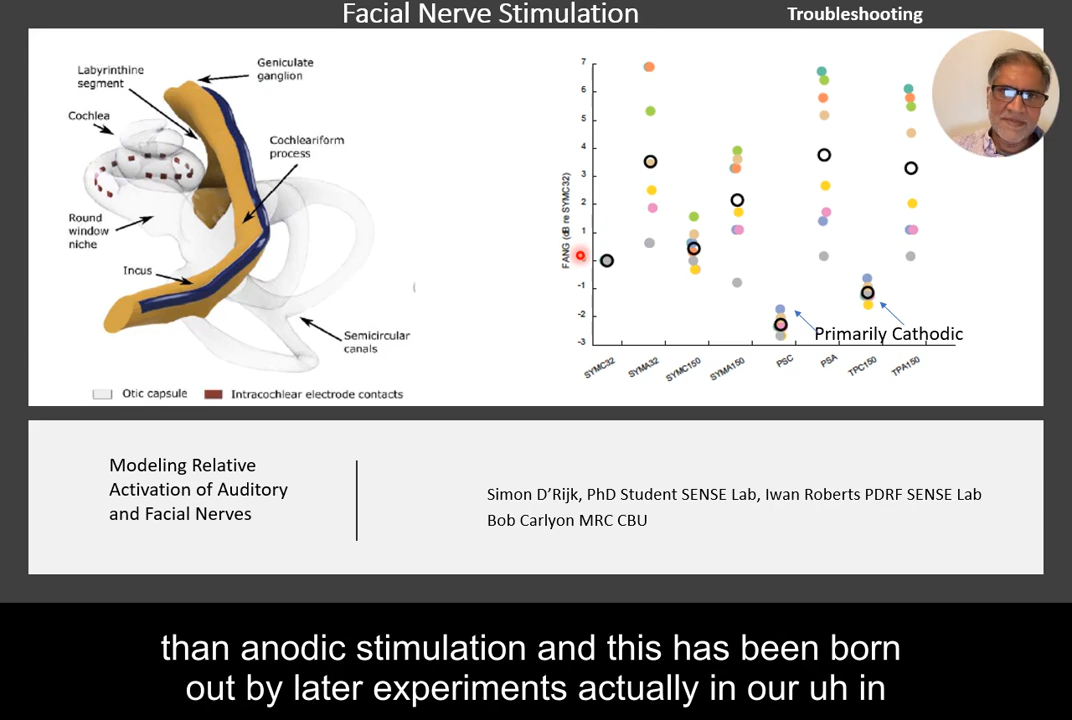 Facial Nerve Stimulation
Troubleshooting
Labyrinthine
segment
Geniculate
ganglion
Cochlea
Cochleariform
process
Round
window
niche
Incus
Semicircular
canals
Otic capsule
Intracochlear electrode contacts
FANG (dB re SYMC32)
7
6
5
4
3
2
1
0
-1
-2
-3
Primarily Cathodic
SYMC32
SYMA32
SYMC150
SYMA150
PSC
PSA
TPC150
TPA150
Modeling Relative
Activation of Auditory
and Facial Nerves
Simon D’Rijk, PhD Student SENSE Lab, Iwan Roberts PDRF SENSE Lab
Bob Carlyon MRC CBU
than anodic stimulation and this has been born
out by later experiments actually in our uh in